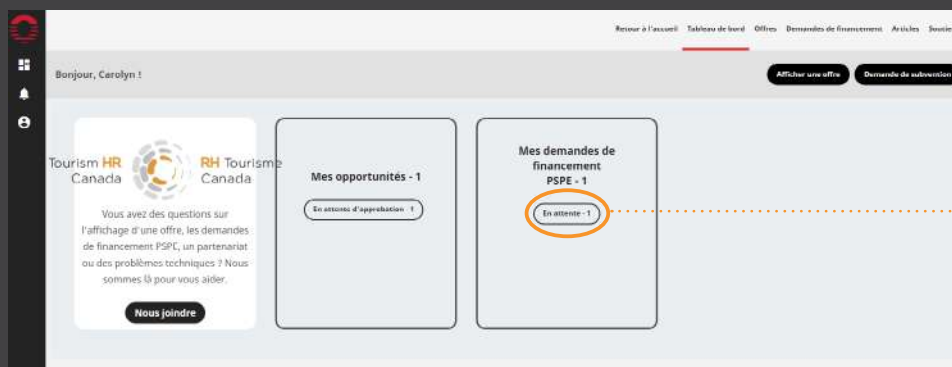 Retour à l'accueil Tableau de bord Offres Demandes de financement Articles Soutie
Bonjour, Carolyn !
Afficher une offre Demande de subvention
Tourism HR
Canada
RH Tourisme
Canada
Vous avez des questions sur
l'affichage d'une offre, les demandes
de financement PSPE, un partenariat
ou des problèmes techniques ? Nous
sommes là pour vous aider.
Nous joindre
Mes opportunités - 1
En attente d'approbation - 1
Mes demandes de
financement
PSPE - 1
En attente - 1